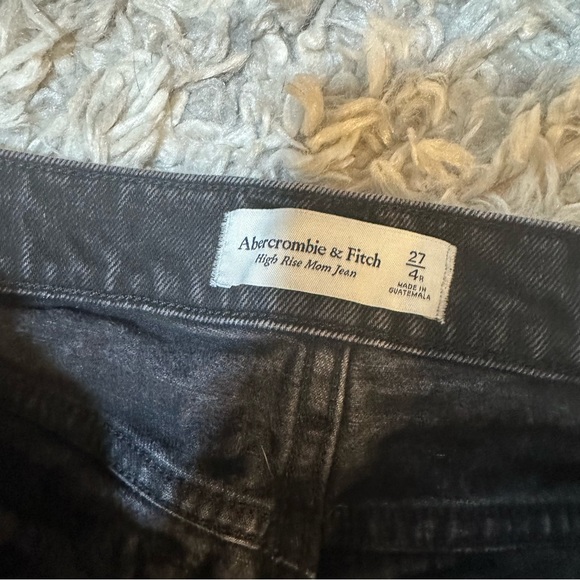 Abercrombie & Fitch
High Rise Mom Jean
27
4R
MADE IN
GUATEMALA